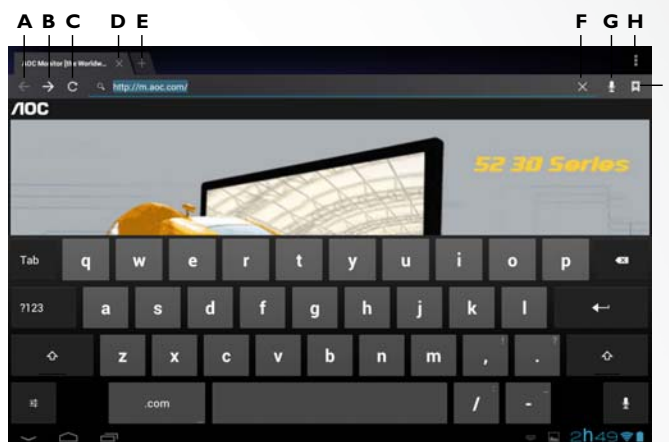 A B C D E F G H
AOC Monitor [the Worldw...
http://m.aoc.com/
AOC
52 30 Series
Tab q w e r t y u i o p
?123 a s d f g h j k l
z x c v b n m , ! . ?
.com / : - _
2h49